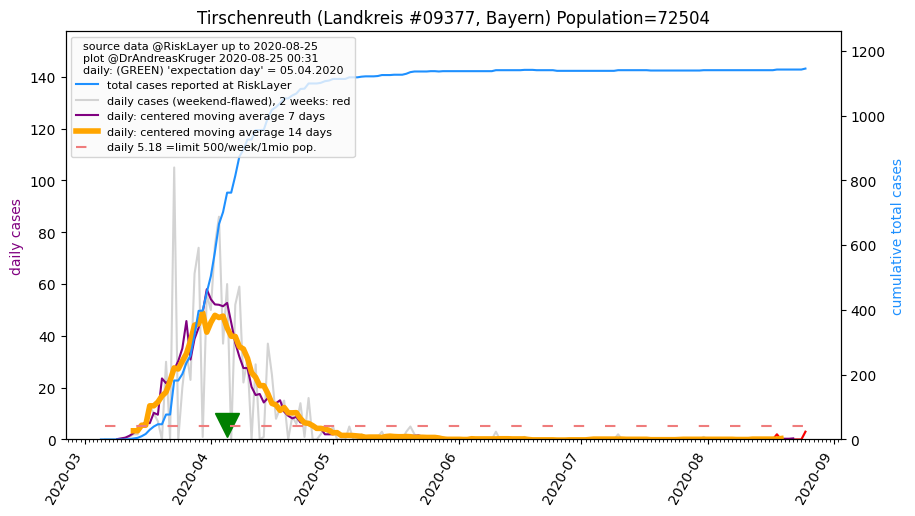 Tirschenreuth (Landkreis #09377, Bayern) Population=72504
source data @RiskLayer up to 2020-08-25
plot @DrAndreasKruger 2020-08-25 00:31
daily: (GREEN) 'expectation day' = 05.04.2020
total cases reported at RiskLayer
daily cases (weekend-flawed), 2 weeks: red
daily: centered moving average 7 days
daily: centered moving average 14 days
daily 5.18 =limit 500/week/1mio pop.
daily cases
140
120
100
80
60
40
20
0
1200
1000
800
600
400
200
0
cumulative total cases
2020-03
2020-04
2020-05
2020-06
2020-07
2020-08
2020-09